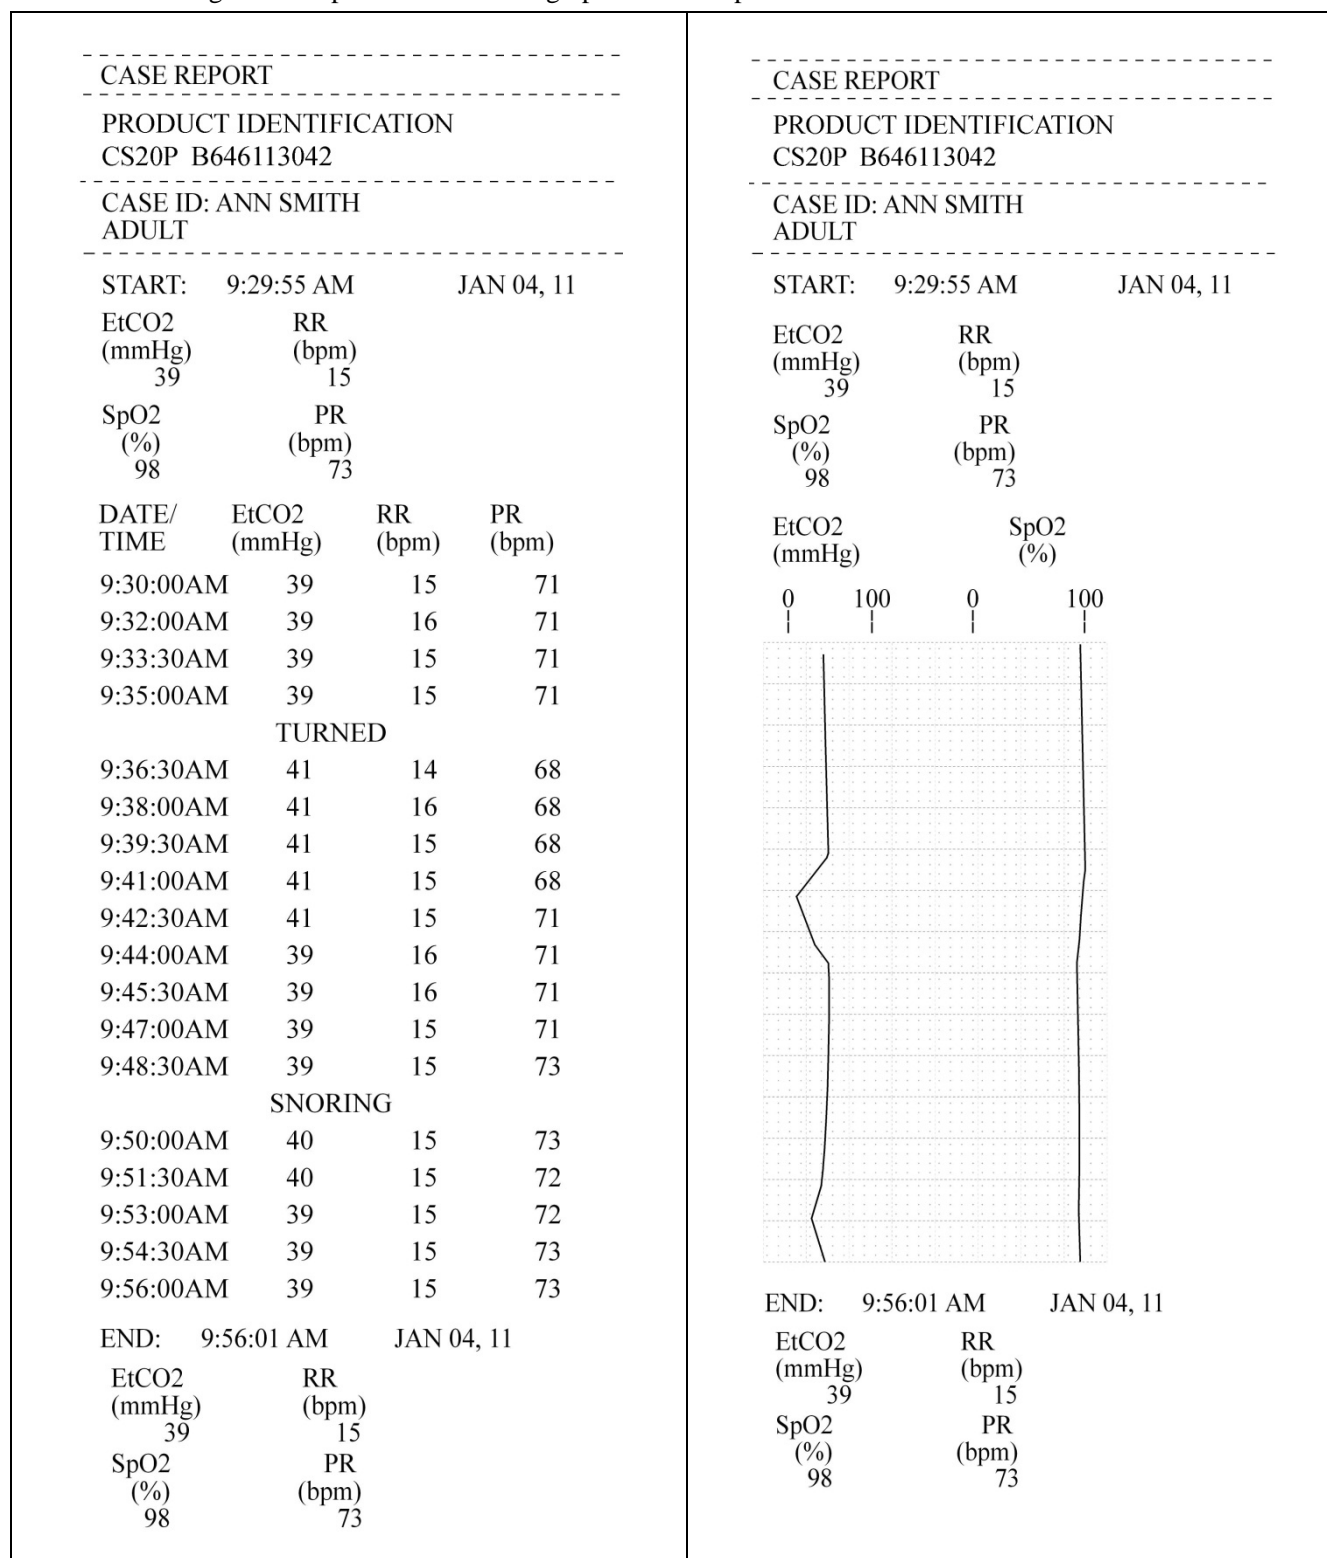 CASE REPORT
PRODUCT IDENTIFICATION
CS20P B646113042
CASE ID: ANN SMITH
ADULT
START: 9:29:55 AM JAN 04, 11
EtCO2 RR
(mmHg) (bpm)
39 15
SpO2 PR
(%) (bpm)
98 73
DATE/ EtCO2 RR PR
TIME (mmHg) (bpm) (bpm)
9:30:00AM 39 15 71
9:32:00AM 39 16 71
9:33:30AM 39 15 71
9:35:00AM 39 15 71
TURNED
9:36:30AM 41 14 68
9:38:00AM 41 16 68
9:39:30AM 41 15 68
9:41:00AM 41 15 68
9:42:30AM 41 15 71
9:44:00AM 39 16 71
9:45:30AM 39 16 71
9:47:00AM 39 15 71
9:48:30AM 39 15 73
SNORING
9:50:00AM 40 15 73
9:51:30AM 40 15 72
9:53:00AM 39 15 72
9:54:30AM 39 15 73
9:56:00AM 39 15 73
END: 9:56:01 AM JAN 04, 11
EtCO2 RR
(mmHg) (bpm)
39 15
SpO2 PR
(%) (bpm)
98 73
CASE REPORT
PRODUCT IDENTIFICATION
CS20P B646113042
CASE ID: ANN SMITH
ADULT
START: 9:29:55 AM JAN 04, 11
EtCO2 RR
(mmHg) (bpm)
39 15
SpO2 PR
(%) (bpm)
98 73
EtCO2 SpO2
(mmHg) (%)
0 100 0 100
END: 9:56:01 AM JAN 04, 11
EtCO2 RR
(mmHg) (bpm)
39 15
SpO2 PR
(%) (bpm)
98 73